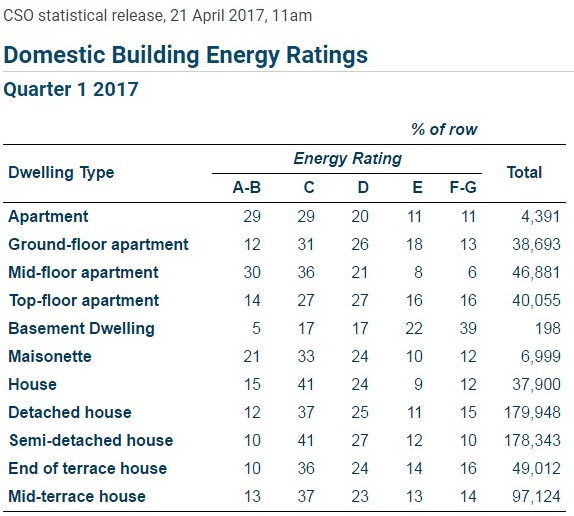 CSO statistical release, 21 April 2017, 11am
Domestic Building Energy Ratings
Quarter 1 2017
% of row
Dwelling Type Energy Rating Total
A-B C D E F-G
Apartment 29 29 20 11 11 4,391
Ground-floor apartment 12 31 26 18 13 38,693
Mid-floor apartment 30 36 21 8 6 46,881
Top-floor apartment 14 27 27 16 16 40,055
Basement Dwelling 5 17 17 22 39 198
Maisonette 21 33 24 10 12 6,999
House 15 41 24 9 12 37,900
Detached house 12 37 25 11 15 179,948
Semi-detached house 10 41 27 12 10 178,343
End of terrace house 10 36 24 14 16 49,012
Mid-terrace house 13 37 23 13 14 97,124